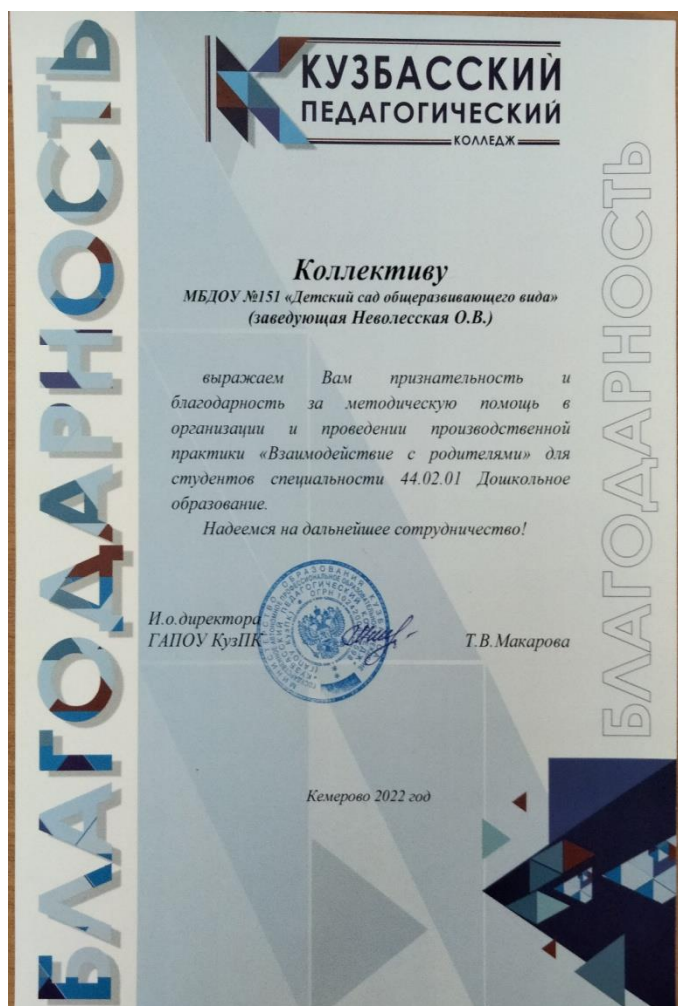 БЛАГОДАРНОСТЬ
КУЗБАССКИЙ
ПЕДАГОГИЧЕСКИЙ
КОЛЛЕДЖ
Коллективу
МБДОУ №151 «Детский сад общеразвивающего вида»
(заведующая Неволесская О.В.)
выражаем Вам признательность и
благодарность за методическую помощь в
организации и проведении производственной
практики «Взаимодействие с родителями» для
студентов специальности 44.02.01 Дошкольное
образование.
Надеемся на дальнейшее сотрудничество!
И.о.директора
ГАПОУ КузПК
Т.В.Макарова
Кемерово 2022 год
БЛАГОДАРНОСТЬ